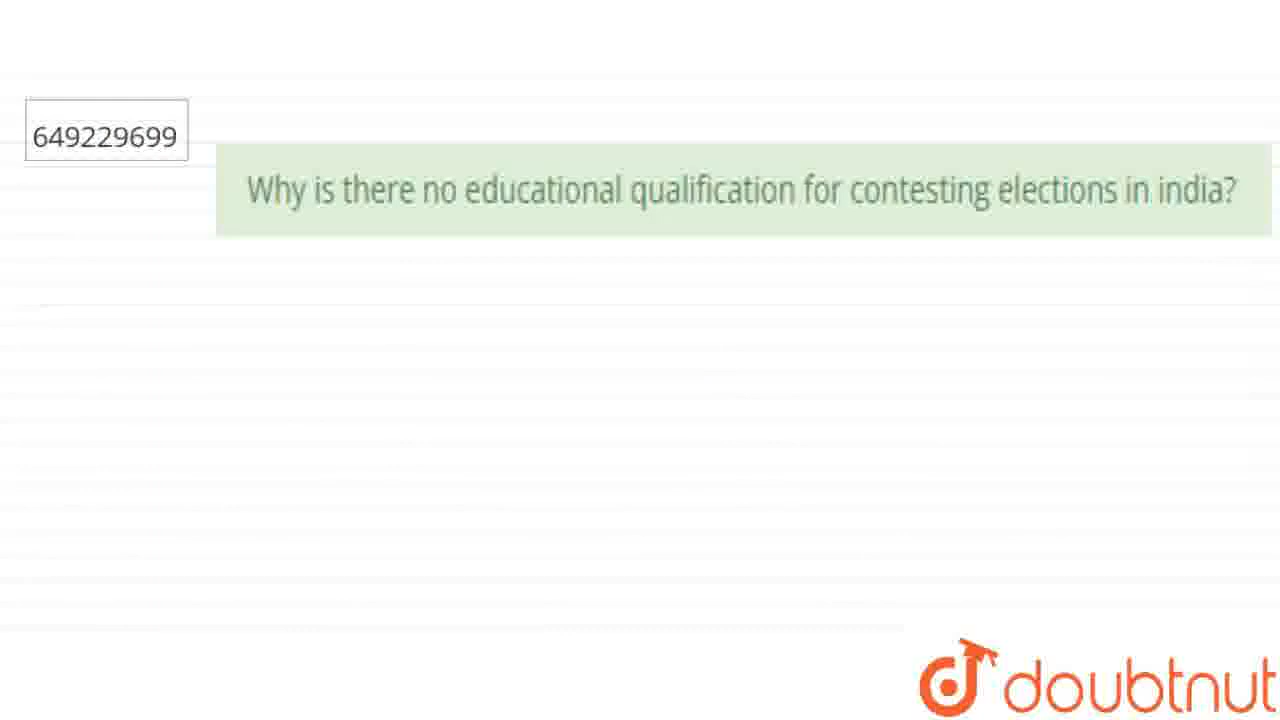 649229699
Why is there no educational qualification for contesting elections in india?
doubtnut